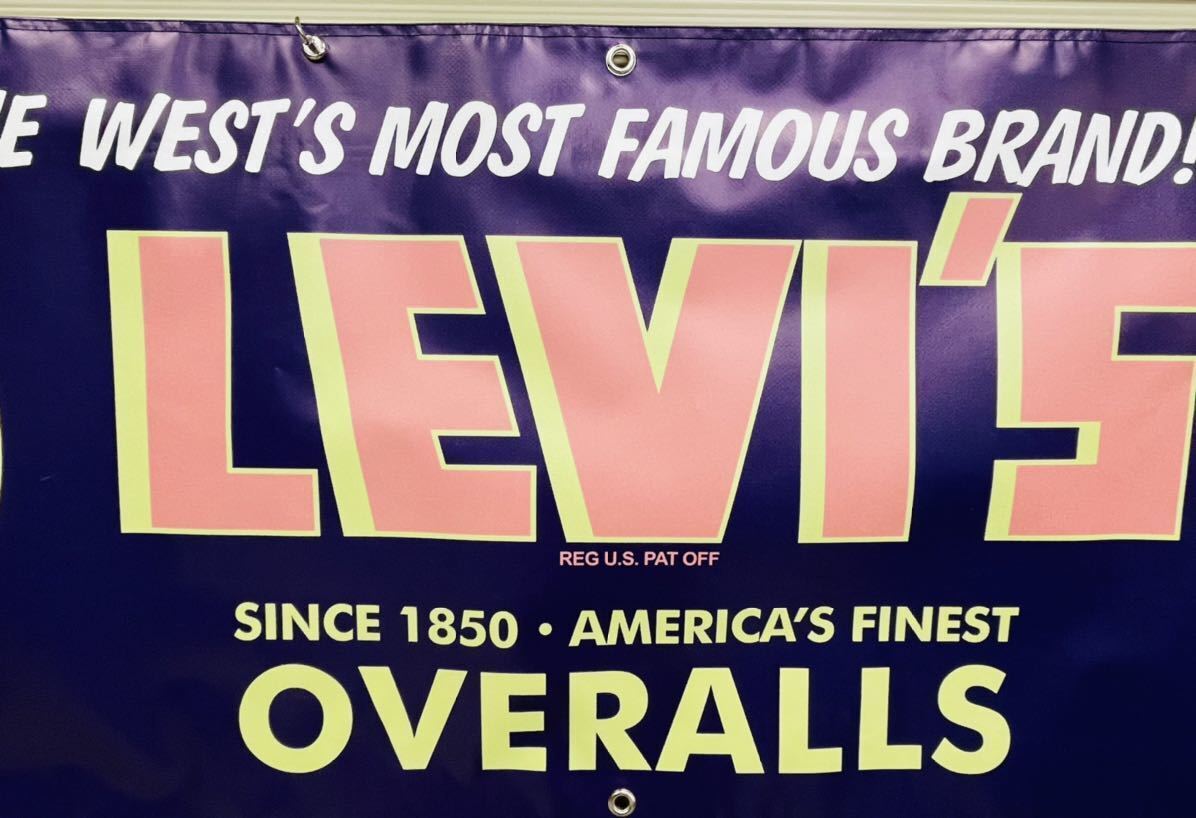 E WEST'S MOST FAMOUS BRAND!
LEVI'S
REG U.S. PAT OFF
SINCE 1850 • AMERICA'S FINEST
OVERALLS